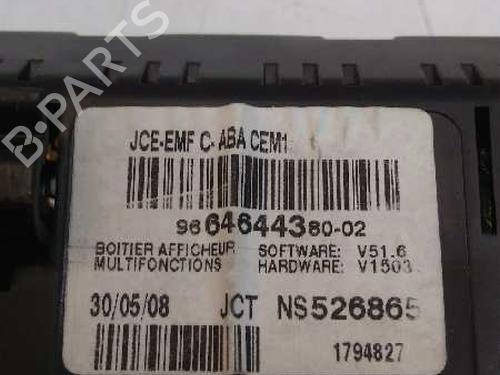 B-PARTS
JCE-EMF C- ABA CEM1
96 646443 80-02
BOITIER AFFICHEUR SOFTWARE: V51.6
MULTIFONCTIONS HARDWARE: V1503
30/05/08 JCT NS526865
1794827